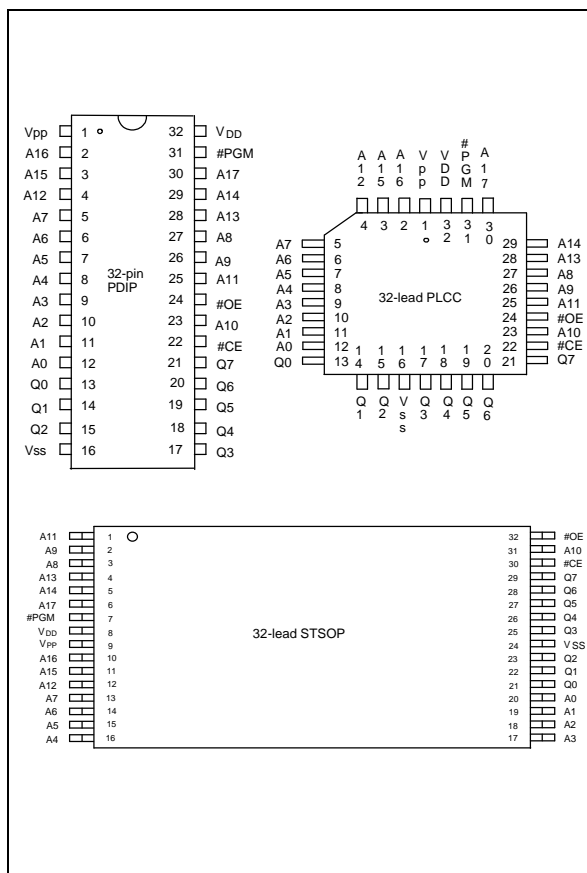 Vpp 1 32 VDD
A16 2 31 #PGM
A15 3 30 A17
A12 4 29 A14
A7 5 28 A13
A6 6 27 A8
A5 7 26 A9
32-pin
PDIP
A4 8 25 A11
A3 9 24 #OE
A2 10 23 A10
A1 11 22 #CE
A0 12 21 Q7
Q0 13 20 Q6
Q1 14 19 Q5
Q2 15 18 Q4
Vss 16 17 Q3
A12 A15 A16 Vpp VDD #PGM A17
4 3 2 1 32 31 30
A7 5 29 A14
A6 6 28 A13
A5 7 27 A8
A4 8 26 A9
32-lead PLCC
A3 9 25 A11
A2 10 24 #OE
A1 11 23 A10
A0 12 22 #CE
Q0 13 21 Q7
14 15 16 17 18 19 20
Q1 Q2 Vss Q3 Q4 Q5 Q6
A11 1 32 #OE
A9 2 31 A10
A8 3 30 #CE
A13 4 29 Q7
A14 5 28 Q6
A17 6 27 Q5
#PGM 7 26 Q4
VDD 8 25 Q3
32-lead STSOP
VPP 9 24 VSS
A16 10 23 Q2
A15 11 22 Q1
A12 12 21 Q0
A7 13 20 A0
A6 14 19 A1
A5 15 18 A2
A4 16 17 A3